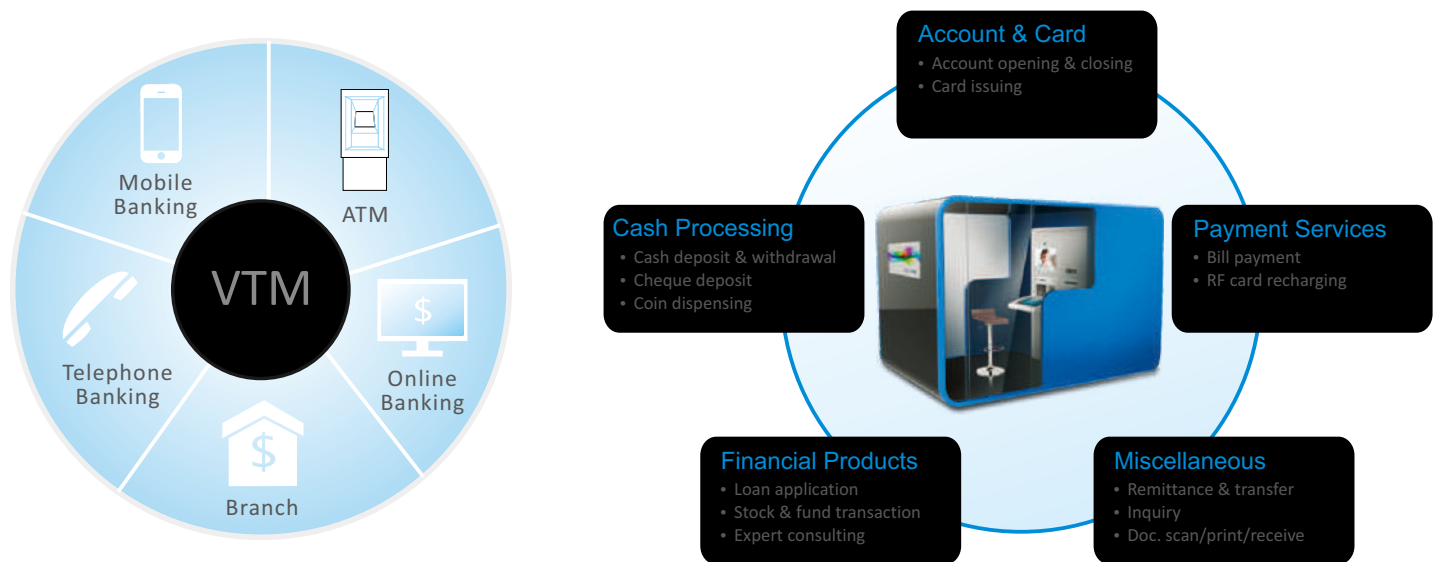 Mobile
Banking
ATM
VTM
$
Telephone
Banking
Online
Banking
$
Branch
Account & Card
• Account opening & closing
• Card issuing
Cash Processing
• Cash deposit & withdrawal
• Cheque deposit
• Coin dispensing
Payment Services
• Bill payment
• RF card recharging
Financial Products
• Loan application
• Stock & fund transaction
• Expert consulting
Miscellaneous
• Remittance & transfer
• Inquiry
• Doc. scan/print/receive